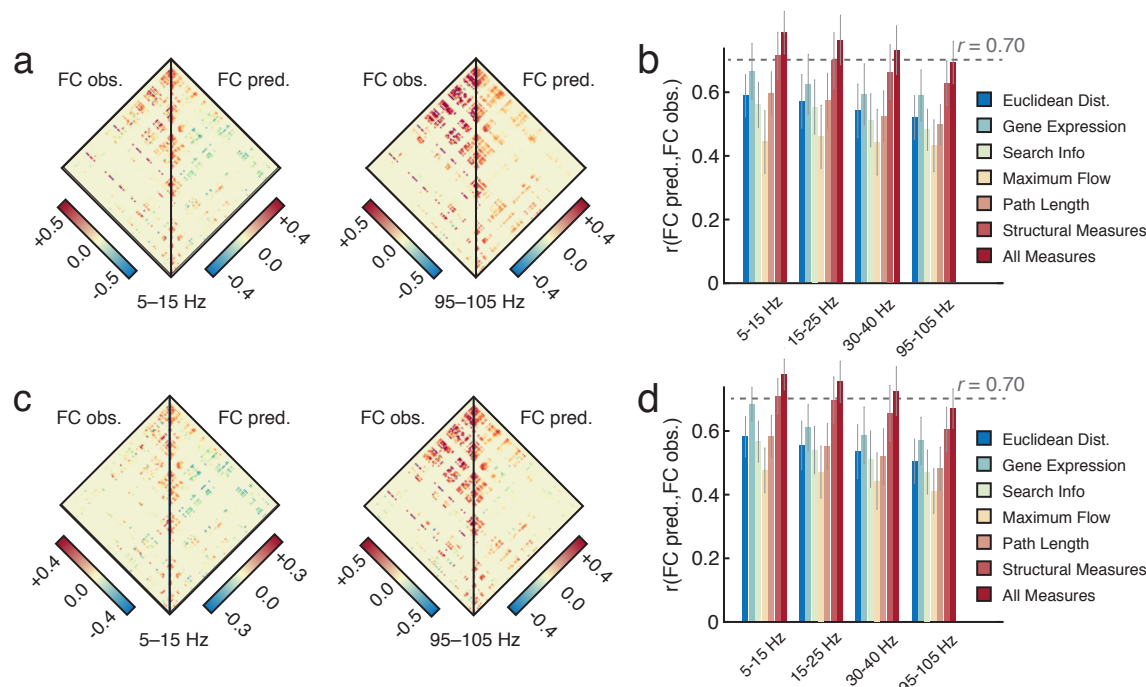 a
FC obs.
FC pred.
+0.5
0.0
-0.5
+0.4
0.0
-0.4
5–15 Hz
FC obs.
FC pred.
+0.5
0.0
-0.5
+0.4
0.0
-0.4
95–105 Hz
b
r(FC pred.,FC obs.)
0.6
0.4
0.2
0
r = 0.70
5-15 Hz
15-25 Hz
30-40 Hz
95-105 Hz
Euclidean Dist.
Gene Expression
Search Info
Maximum Flow
Path Length
Structural Measures
All Measures
c
FC obs.
FC pred.
+0.4
0.0
-0.4
+0.3
0.0
-0.3
5–15 Hz
FC obs.
FC pred.
+0.5
0.0
-0.5
+0.4
0.0
-0.4
95–105 Hz
d
r(FC pred.,FC obs.)
0.6
0.4
0.2
0
r = 0.70
5-15 Hz
15-25 Hz
30-40 Hz
95-105 Hz
Euclidean Dist.
Gene Expression
Search Info
Maximum Flow
Path Length
Structural Measures
All Measures